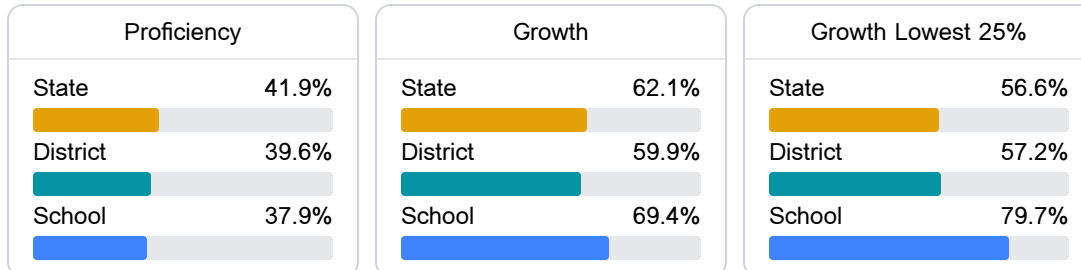 Proficiency
State 41.9%
District 39.6%
School 37.9%
Growth
State 62.1%
District 59.9%
School 69.4%
Growth Lowest 25%
State 56.6%
District 57.2%
School 79.7%